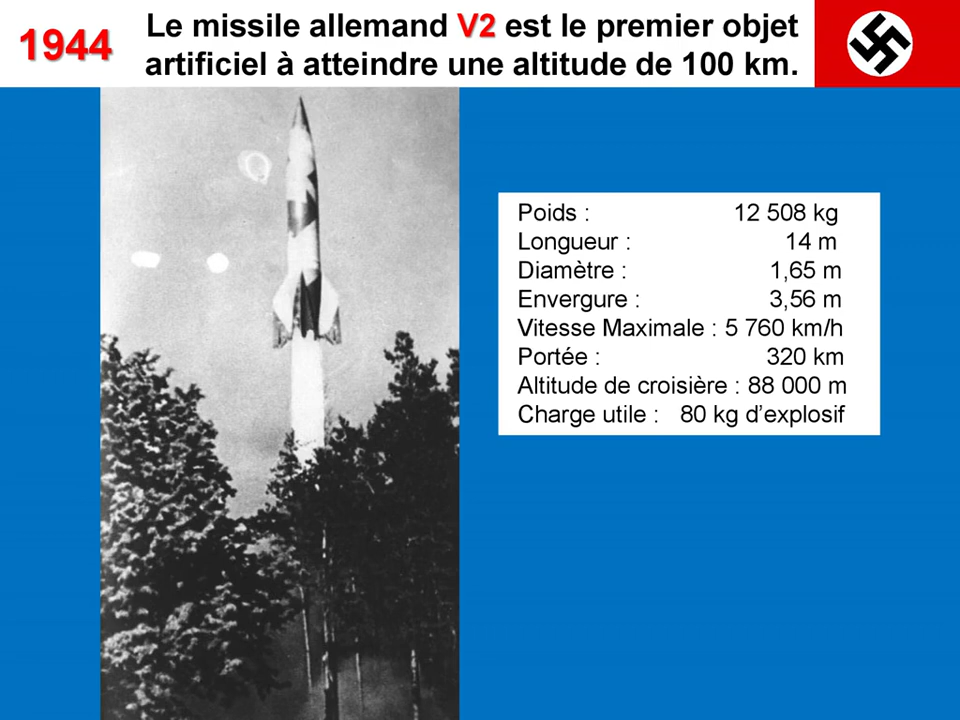 1944
Le missile allemand V2 est le premier objet
artificiel à atteindre une altitude de 100 km.
Poids : 12 508 kg
Longueur : 14 m
Diamètre : 1,65 m
Envergure : 3,56 m
Vitesse Maximale : 5 760 km/h
Portée : 320 km
Altitude de croisière : 88 000 m
Charge utile : 80 kg d’explosif